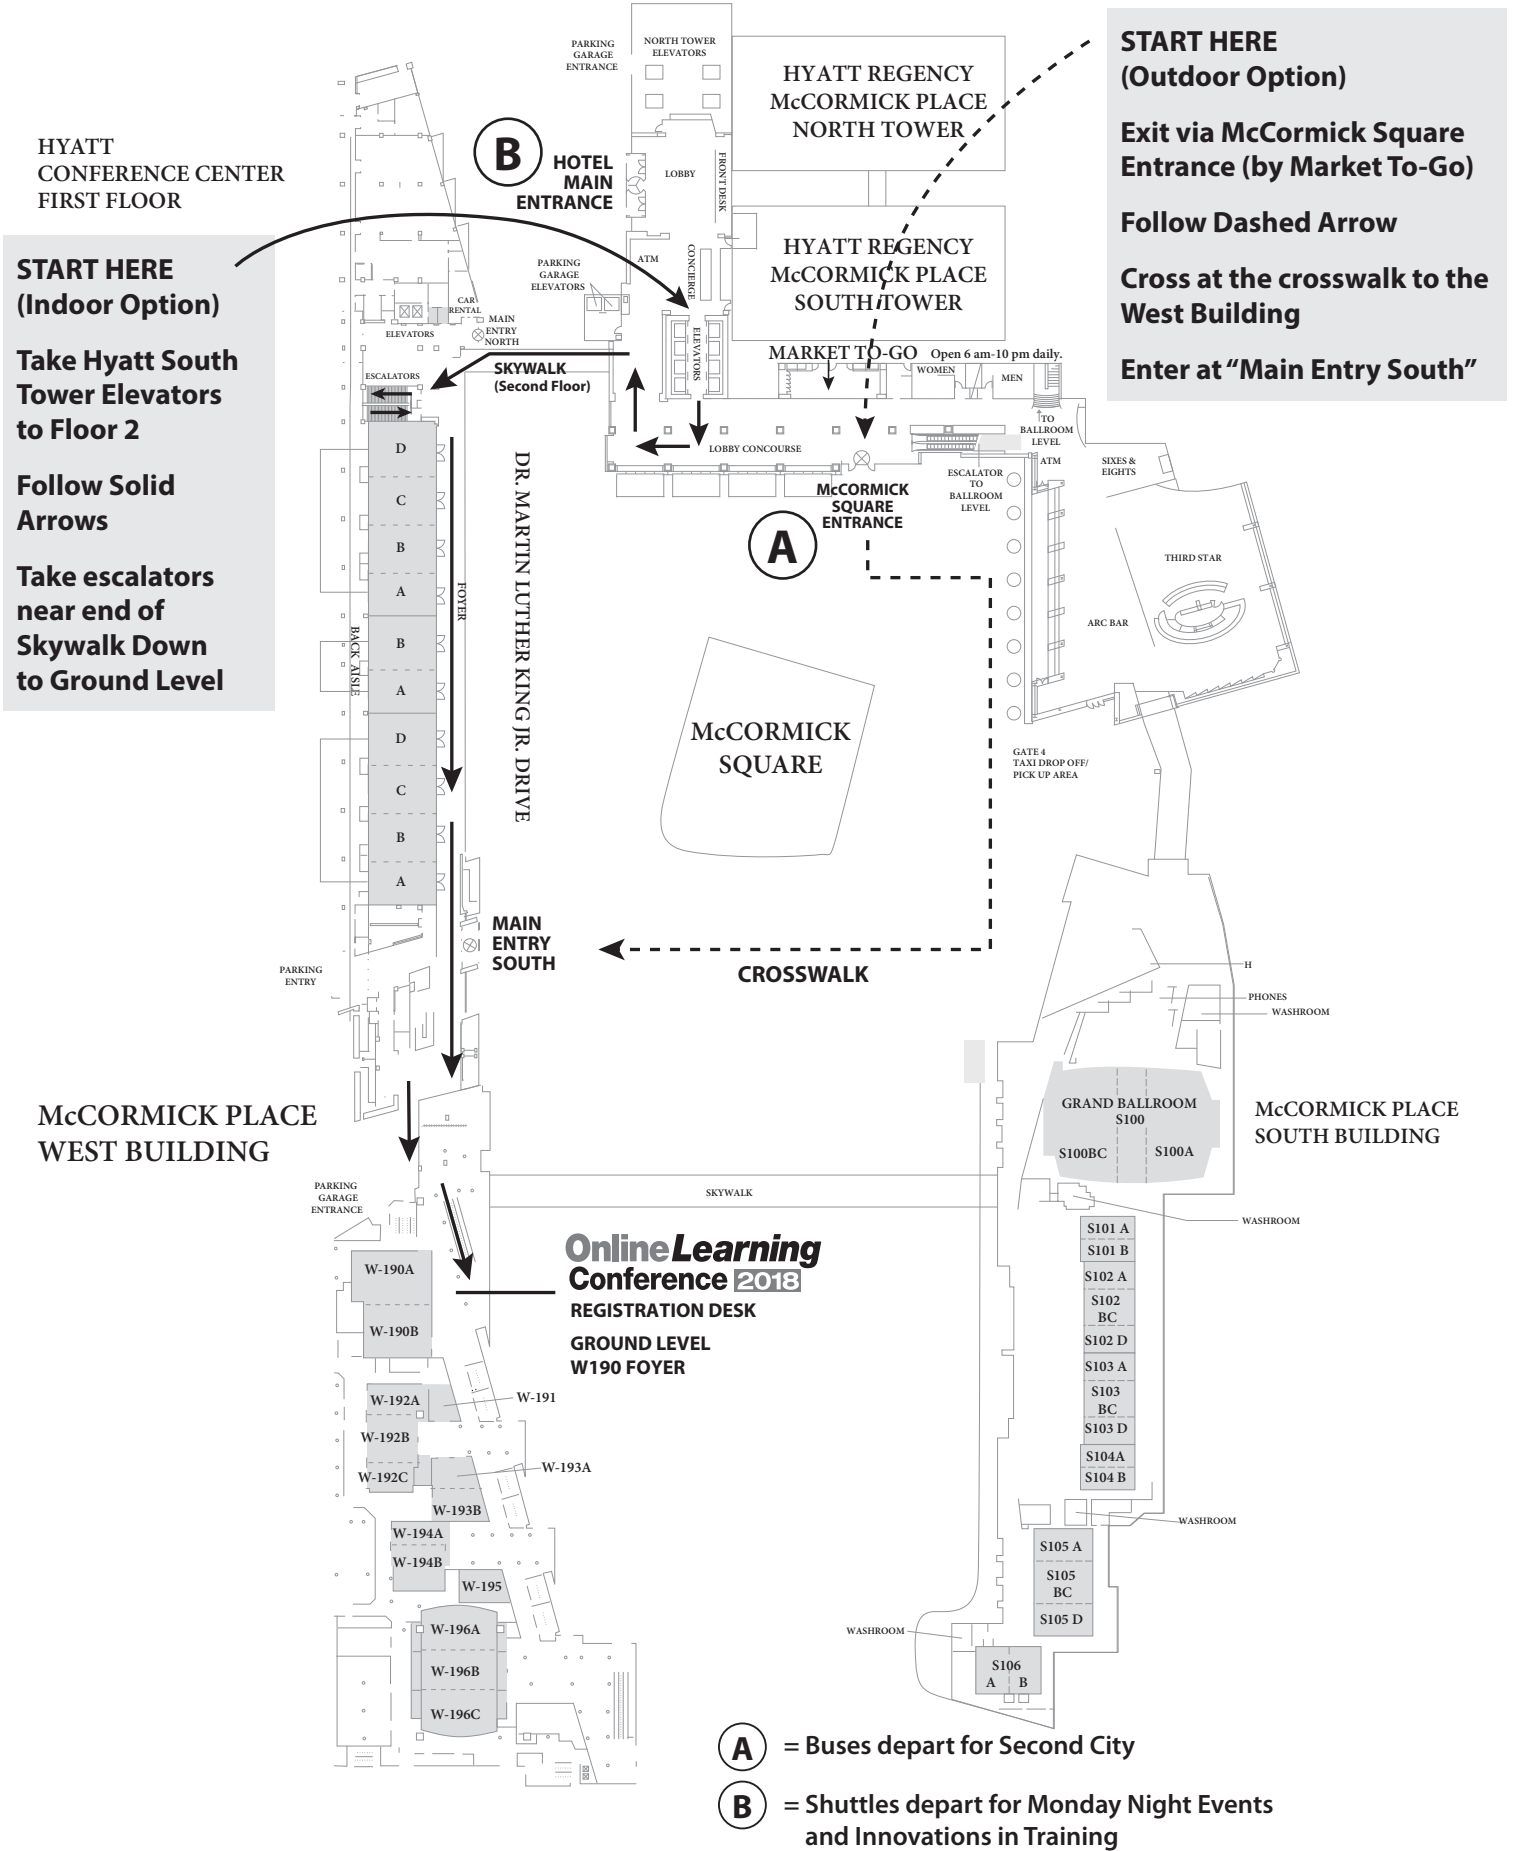 START HERE
(Outdoor Option)
Exit via McCormick Square
Entrance (by Market To-Go)
Follow Dashed Arrow
Cross at the crosswalk to the
West Building
Enter at “Main Entry South”
PARKING
GARAGE
ENTRANCE
NORTH TOWER
ELEVATORS
HYATT REGENCY
McCORMICK PLACE
NORTH TOWER
HYATT
CONFERENCE CENTER
FIRST FLOOR
B
HOTEL
MAIN
ENTRANCE
LOBBY
FRONT DESK
START HERE
(Indoor Option)
Take Hyatt South
Tower Elevators
to Floor 2
Follow Solid
Arrows
Take escalators
near end of
Skywalk Down
to Ground Level
HYATT REGENCY
McCORMICK PLACE
SOUTH TOWER
CONCIERGE
ATM
PARKING
GARAGE
ELEVATORS
CAR
RENTAL
ELEVATORS
MAIN
ENTRY
NORTH
ELEVATORS
MARKET TO-GO
Open 6 am-10 pm daily.
WOMEN
MEN
SKYWALK
(Second Floor)
ESCALATORS
TO
BALLROOM
LEVEL
LOBBY CONCOURSE
ATM
SIXES &
EIGHTS
ESCALATOR
TO
BALLROOM
LEVEL
McCORMICK
SQUARE
ENTRANCE
A
D
C
B
A
B
A
D
C
B
A
FOYER
BACK AISLE
DR. MARTIN LUTHER KING JR. DRIVE
THIRD STAR
ARC BAR
McCORMICK
SQUARE
GATE 4
TAXI DROP OFF/
PICK UP AREA
MAIN
ENTRY
SOUTH
CROSSWALK
PARKING
ENTRY
H
PHONES
WASHROOM
McCORMICK PLACE
WEST BUILDING
GRAND BALLROOM
S100
S100BC
S100A
McCORMICK PLACE
SOUTH BUILDING
PARKING
GARAGE
ENTRANCE
SKYWALK
WASHROOM
S101 A
S101 B
S102 A
S102
BC
S102 D
S103 A
S103
BC
S103 D
S104A
S104 B
WASHROOM
S105 A
S105
BC
S105 D
WASHROOM
S106
A
B
Online Learning
Conference 2018
REGISTRATION DESK
GROUND LEVEL
W190 FOYER
W-190A
W-190B
W-192A
W-191
W-192B
W-192C
W-193A
W-193B
W-194A
W-194B
W-195
W-196A
W-196B
W-196C
A = Buses depart for Second City
B = Shuttles depart for Monday Night Events
and Innovations in Training